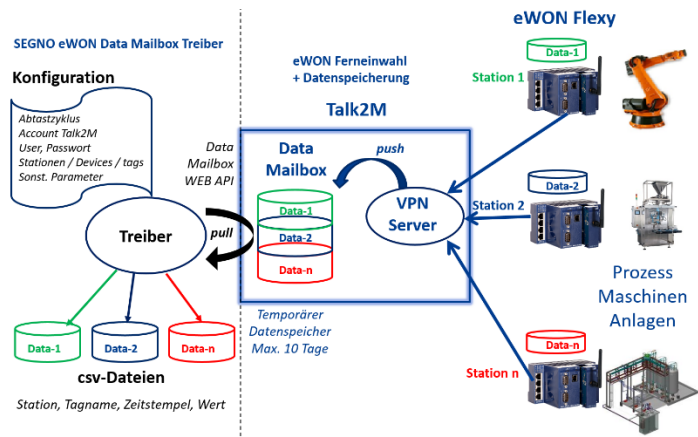 SEGNO eWON Data Mailbox Treiber
Konfiguration
Abtastzyklus
Account Talk2M
User, Passwort
Stationen / Devices / tags
Sonst. Parameter
Treiber
Data-1
Data-2
Data-n
csv-Dateien
Station, Tagname, Zeitstempel, Wert
Data
Mailbox
WEB API
pull
eWON Ferneinwahl
+ Datenspeicherung
Talk2M
Data
Mailbox
push
VPN
Server
Data-1
Data-2
Data-n
Temporärer
Datenspeicher
Max. 10 Tage
eWON Flexy
Data-1
Station 1
Data-2
Station 2
Prozess
Maschinen
Anlagen
Data-n
Station n